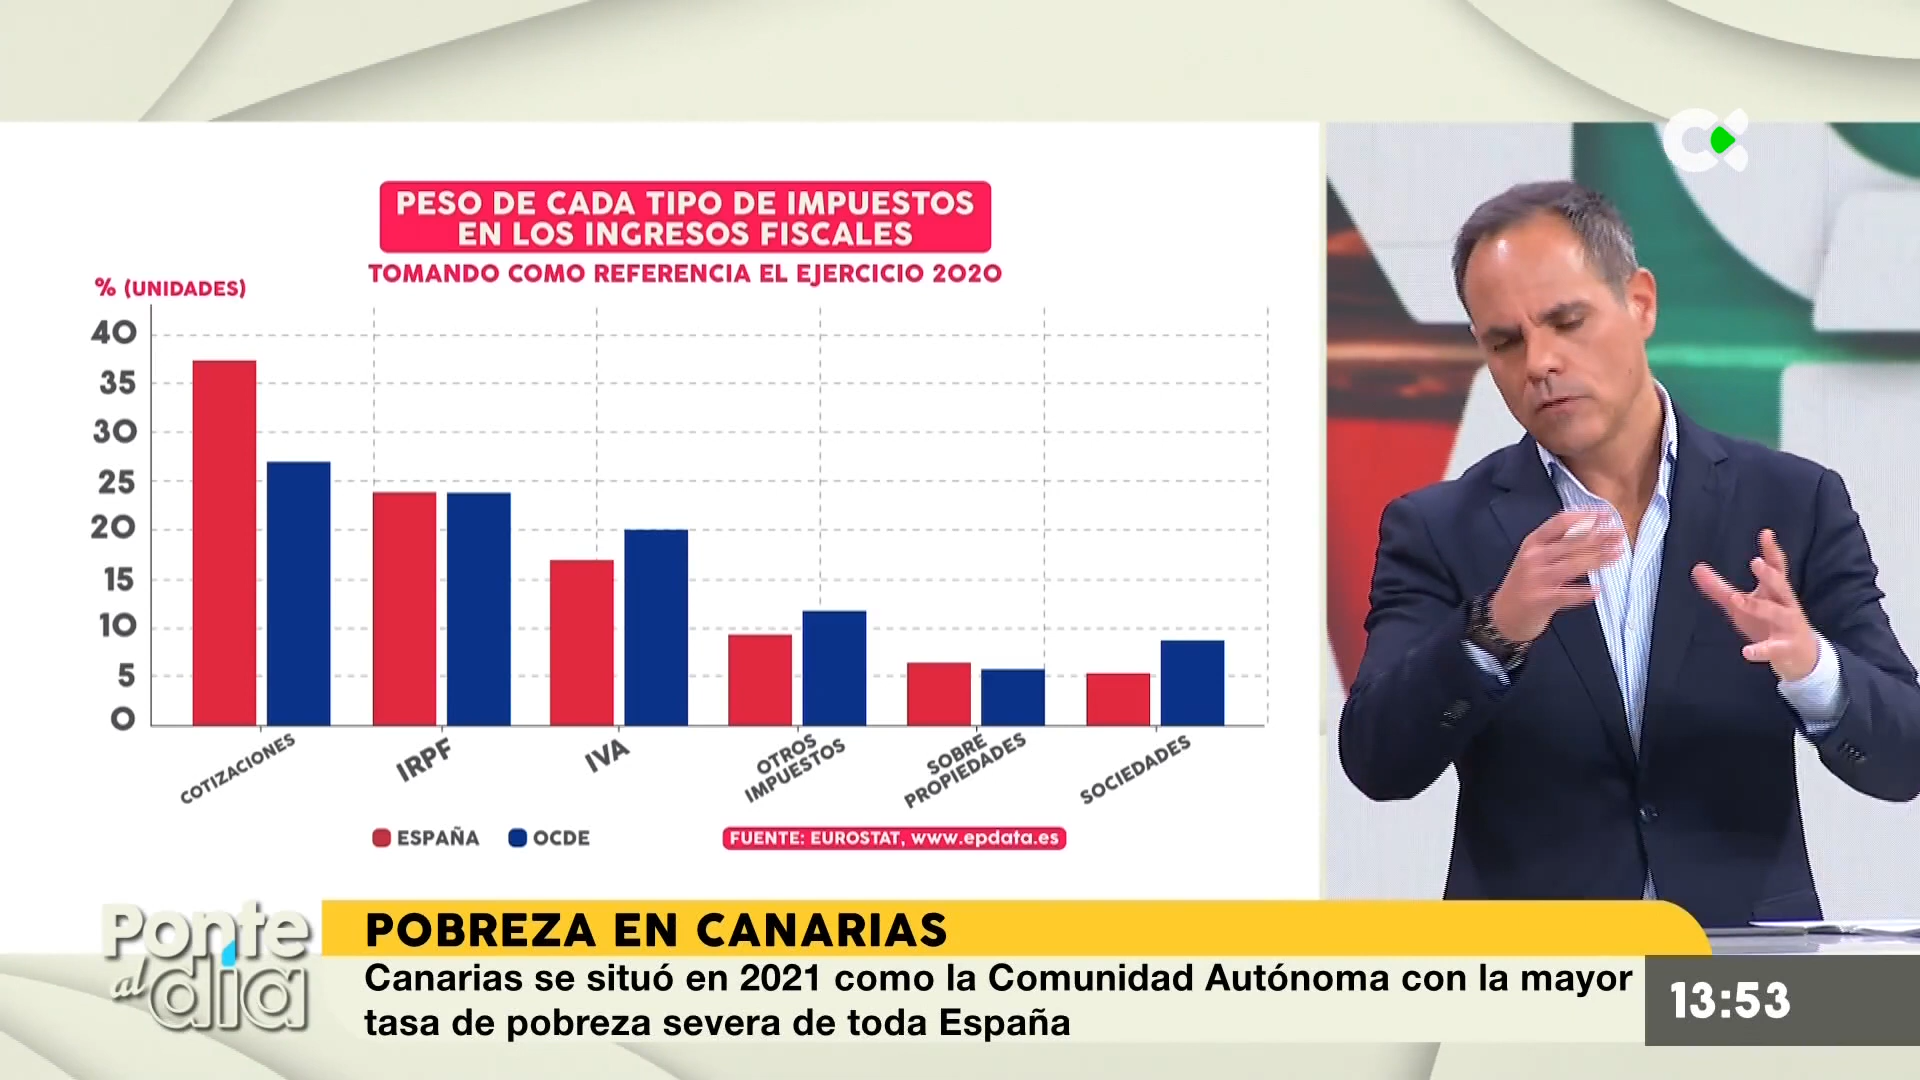 PESO DE CADA TIPO DE IMPUESTOS
EN LOS INGRESOS FISCALES
TOMANDO COMO REFERENCIA EL EJERCICIO 2020
% (UNIDADES)
40
35
30
25
20
15
10
5
0
COTIZACIONES
IRPF
IVA
OTROS
IMPUESTOS
SOBRE
PROPIEDADES
SOCIEDADES
ESPAÑA
OCDE
FUENTE: EUROSTAT, www.epdata.es
Ponte
al día
POBREZA EN CANARIAS
Canarias se situó en 2021 como la Comunidad Autónoma con la mayor
tasa de pobreza severa de toda España
13:53